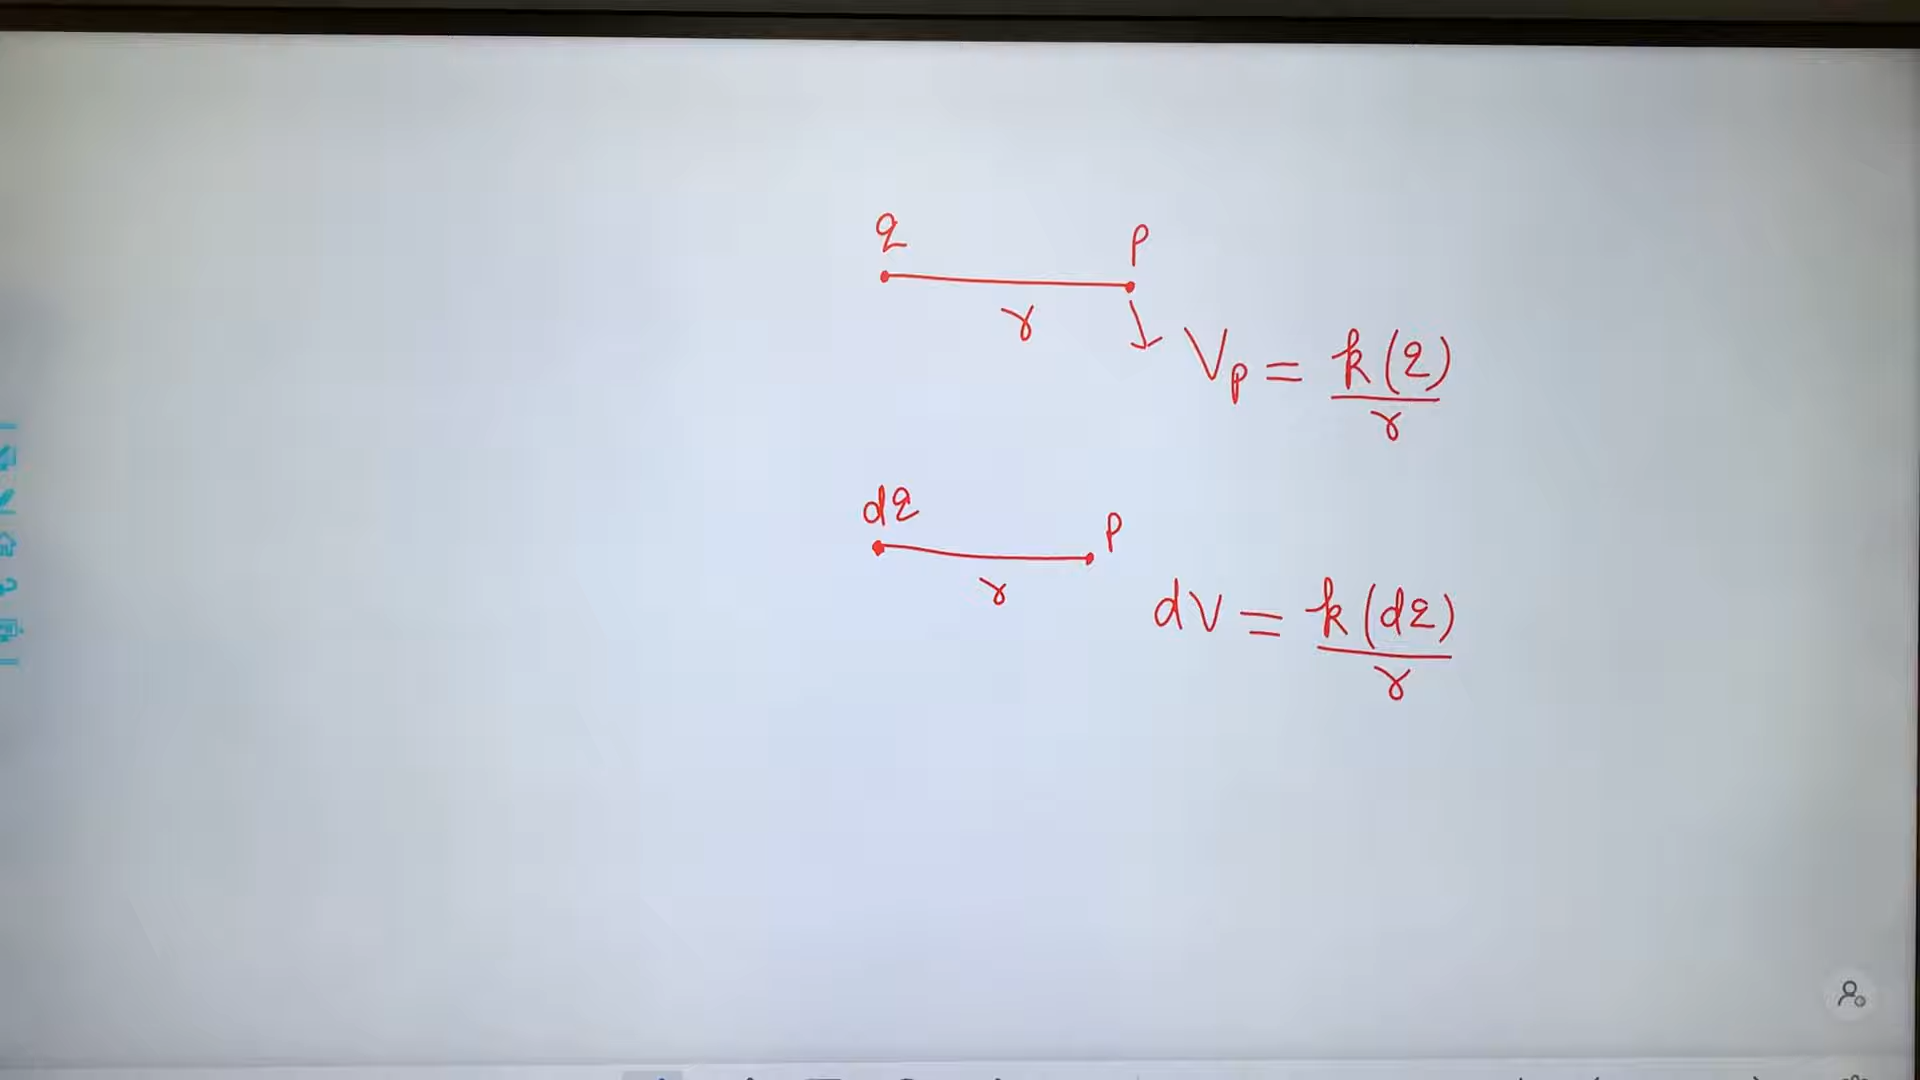 q P
r
Vp = k(q)/r
dq P
r
dV = k(dq)/r